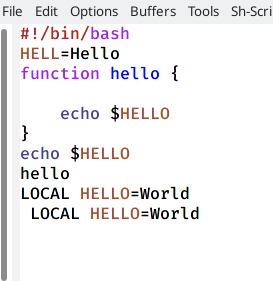 File Edit Options Buffers Tools Sh-Scri
#!/bin/bash
HELL=Hello
function hello {
echo $HELLO
}
echo $HELLO
hello
LOCAL HELLO=World
LOCAL HELLO=World